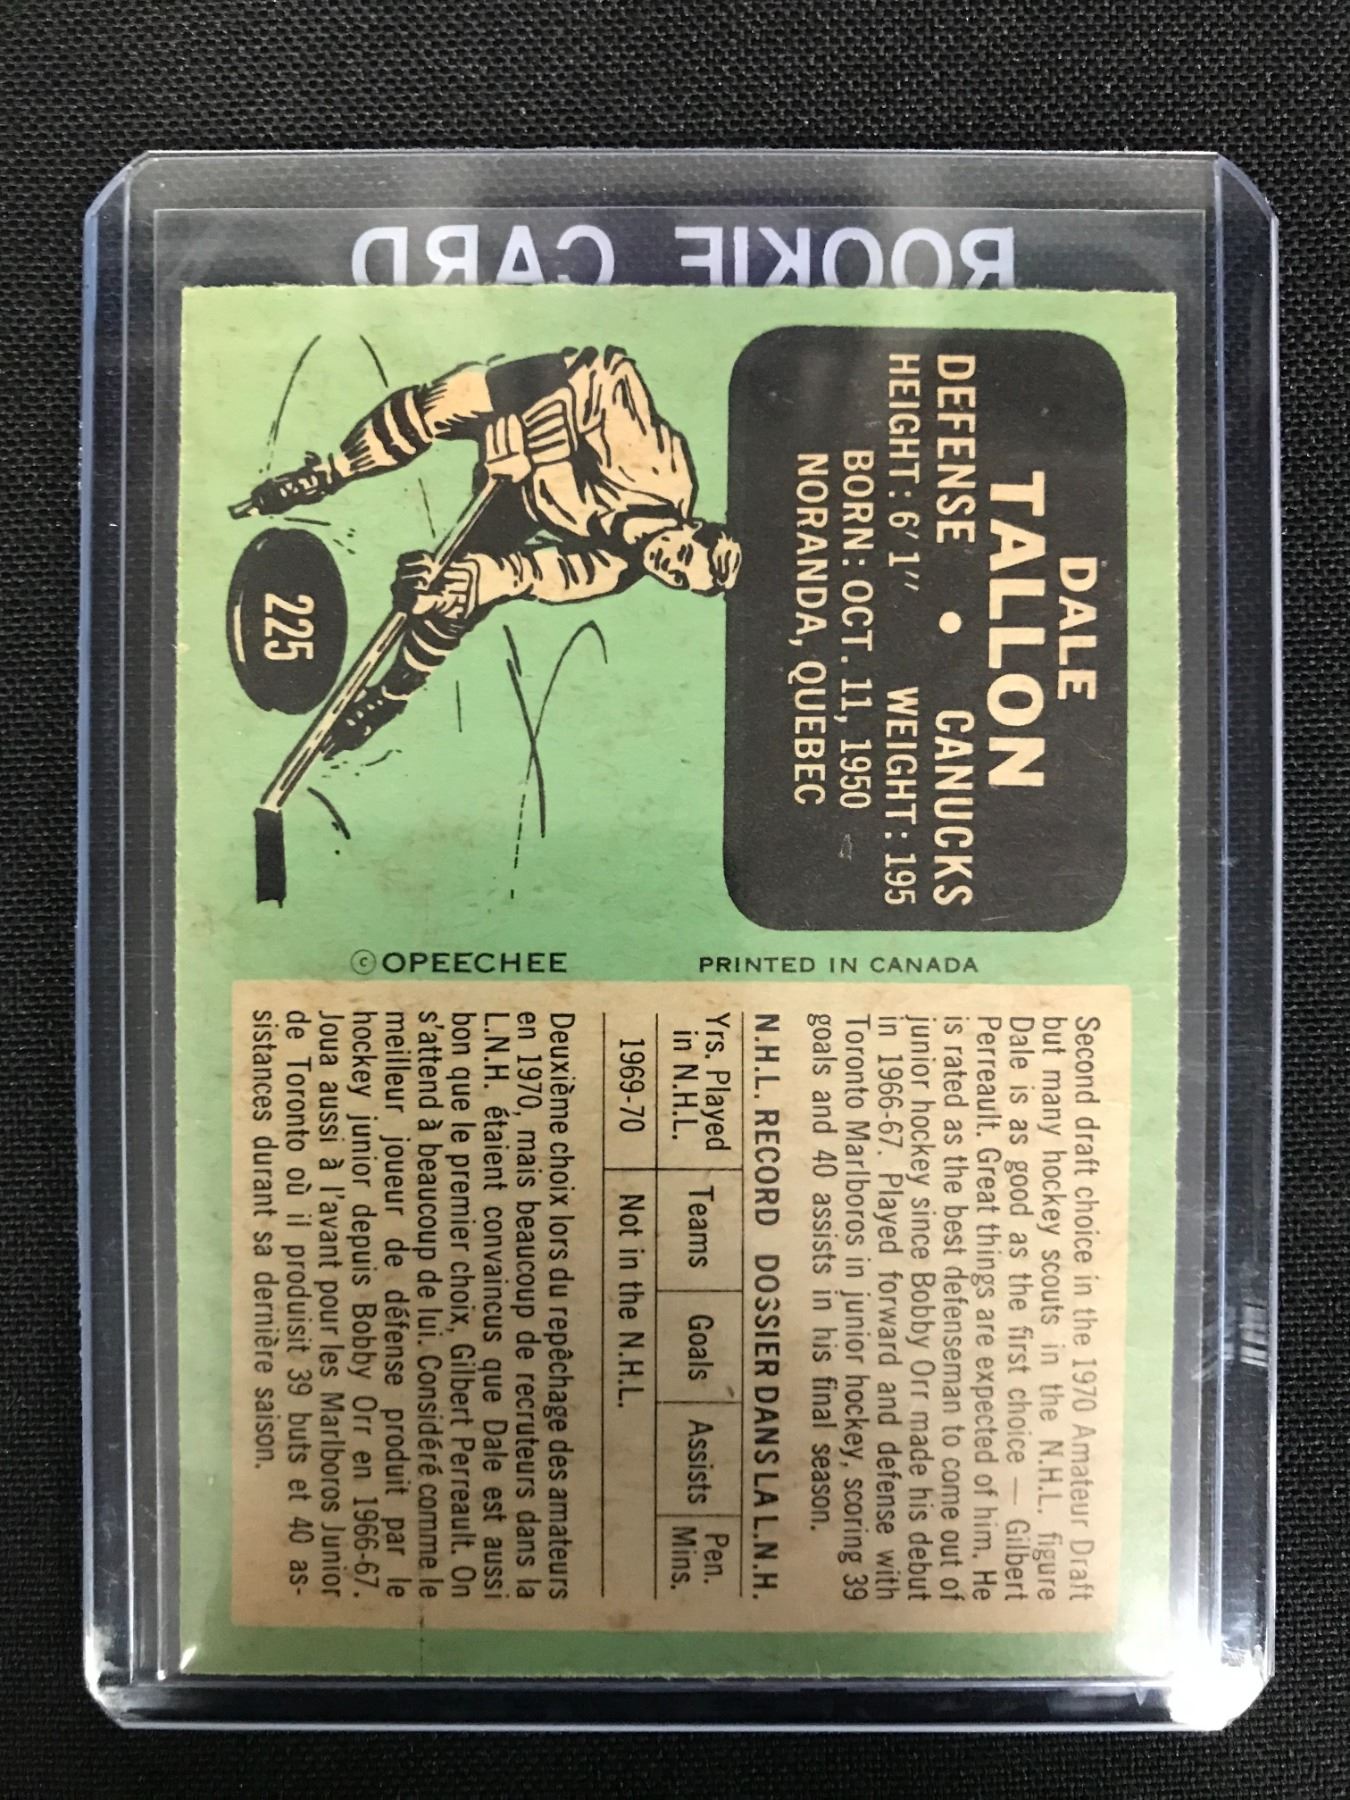 ROOKIE CARD
DALE
TALLON
DEFENSE • CANUCKS
HEIGHT: 6'1" WEIGHT: 195
BORN: OCT. 11, 1950
NORANDA, QUEBEC
225
© OPEECHEE
PRINTED IN CANADA
Second draft choice in the 1970 Amateur Draft
but many hockey scouts in the N.H.L. figure
Dale is as good as the first choice — Gilbert
Perreault. Great things are expected of him. He
is rated as the best defenseman to come out of
junior hockey since Bobby Orr made his debut
in 1966-67. Played forward and defense with
Toronto Marlboros in junior hockey, scoring 39
goals and 40 assists in his final season.
N.H.L. RECORD DOSSIER DANS LA L.N.H.
Yrs. Played
in N.H.L. Teams Goals Assists Pen.
Mins.
1969-70 Not in the N.H.L.
Deuxième choix lors du repêchage des amateurs
en 1970, mais beaucoup de recruteurs dans la
L.N.H. étaient convaincus que Dale est aussi
bon que le premier choix, Gilbert Perreault. On
s'attend à beaucoup de lui. Considéré comme le
meilleur joueur de défense produit par le
hockey junior depuis Bobby Orr en 1966-67.
Joua aussi à l'avant pour les Marlboros Junior
de Toronto où il produisit 39 buts et 40 as-
sistances durant sa dernière saison.